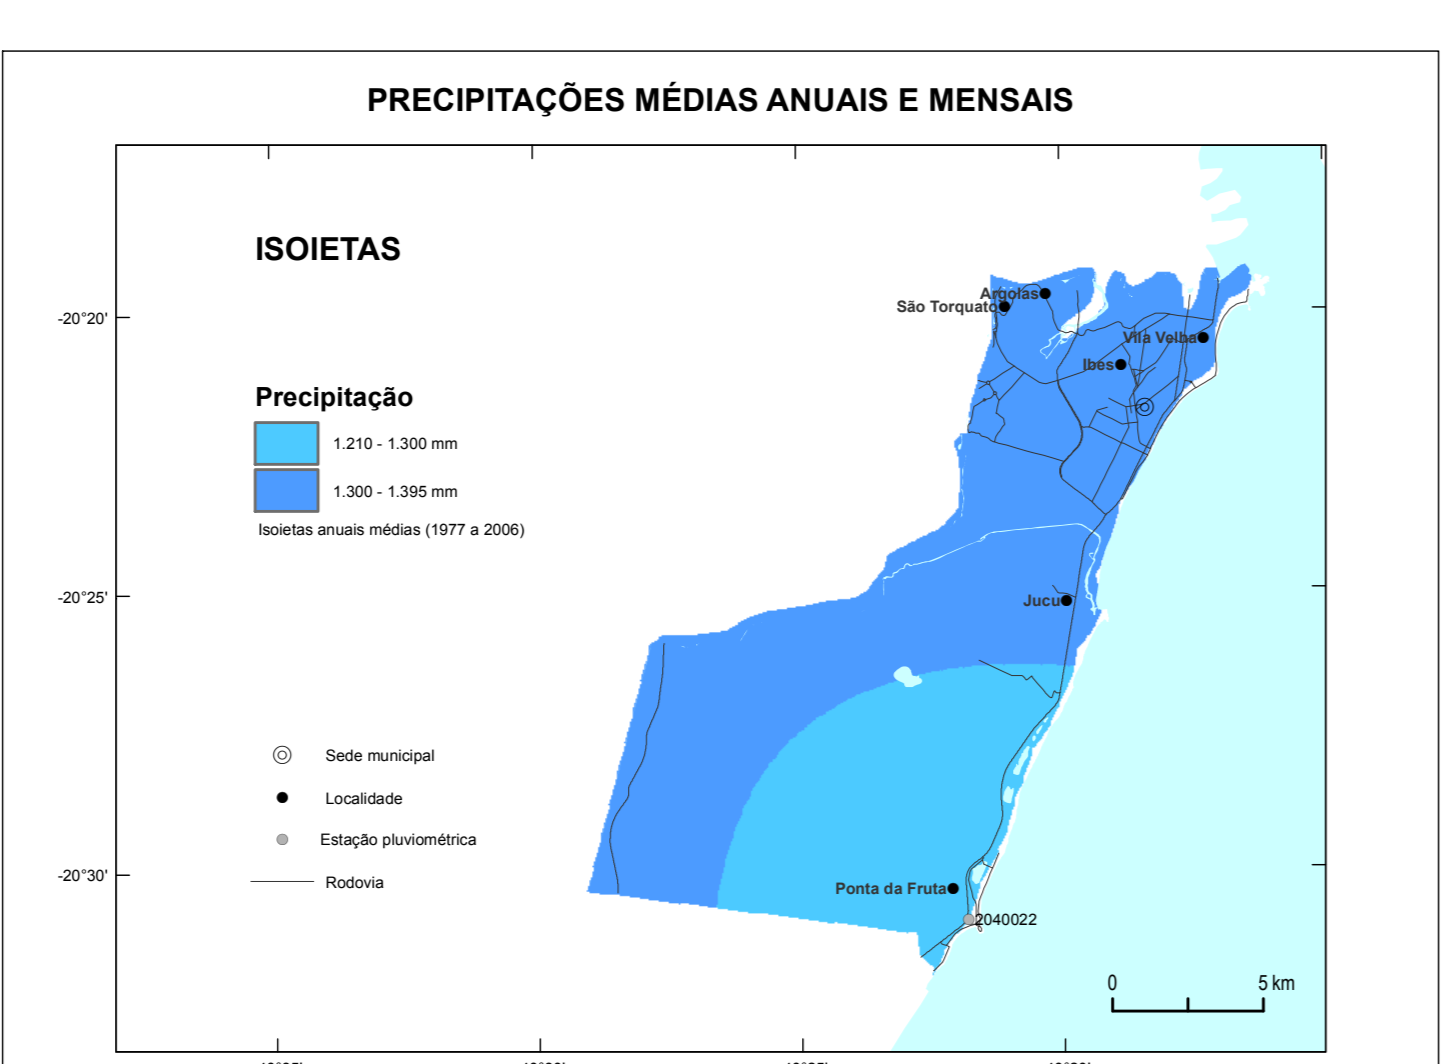 PRECIPITAÇÕES MÉDIAS ANUAIS E MENSAIS
ISOIETAS
Argolas
São Torquato
-20°20'
Vila Velha
Ibes
Precipitação
1.210 - 1.300 mm
1.300 - 1.395 mm
Isoietas anuais médias (1977 a 2006)
-20°25'
Jucu
Sede municipal
Localidade
Estação pluviométrica
-20°30'
Rodovia
Ponta da Fruta
2040022
0 5 km